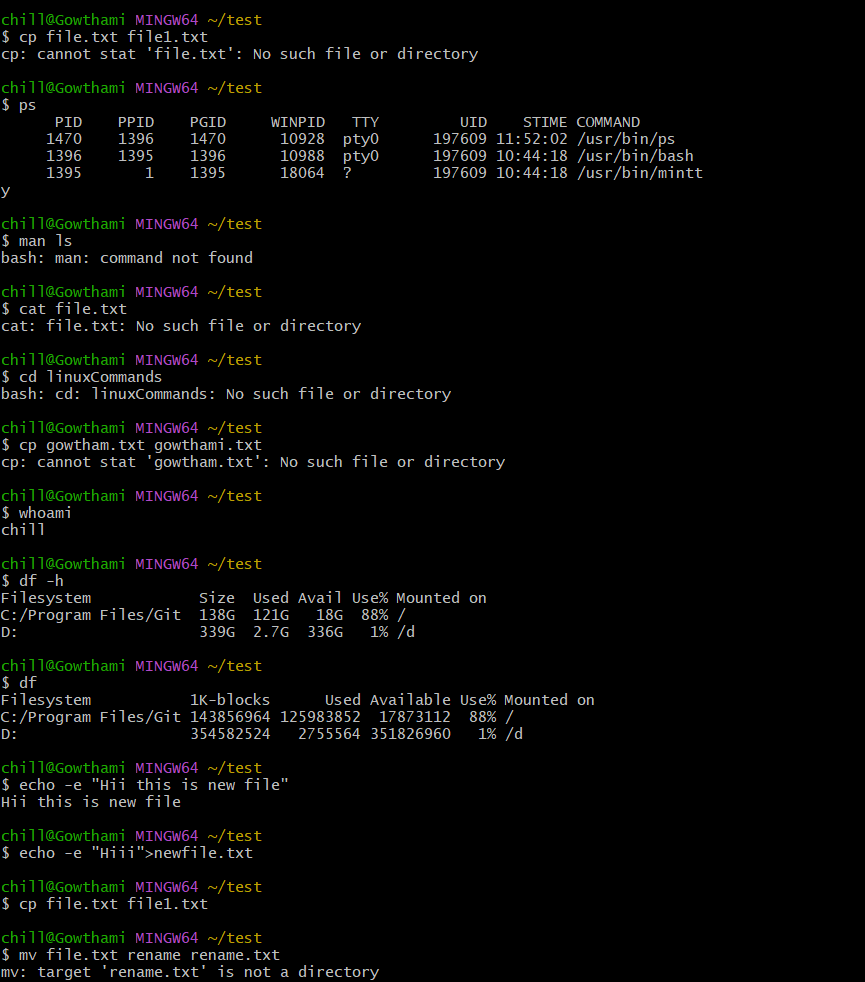 chill@Gowthami MINGW64 ~/test
$ cp file.txt file1.txt
cp: cannot stat 'file.txt': No such file or directory
chill@Gowthami MINGW64 ~/test
$ ps
      PID    PPID    PGID     WINPID   TTY         UID    STIME COMMAND
     1470    1396    1470      10928  pty0      197609 11:52:02 /usr/bin/ps
     1396    1395    1396      10988  pty0      197609 10:44:18 /usr/bin/bash
     1395       1    1395      18064  ?         197609 10:44:18 /usr/bin/mintt
y
chill@Gowthami MINGW64 ~/test
$ man ls
bash: man: command not found
chill@Gowthami MINGW64 ~/test
$ cat file.txt
cat: file.txt: No such file or directory
chill@Gowthami MINGW64 ~/test
$ cd linuxCommands
bash: cd: linuxCommands: No such file or directory
chill@Gowthami MINGW64 ~/test
$ cp gowtham.txt gowthami.txt
cp: cannot stat 'gowtham.txt': No such file or directory
chill@Gowthami MINGW64 ~/test
$ whoami
chill
chill@Gowthami MINGW64 ~/test
$ df -h
Filesystem            Size  Used Avail Use% Mounted on
C:/Program Files/Git  138G  121G   18G  88% /
D:                    339G  2.7G  336G   1% /d
chill@Gowthami MINGW64 ~/test
$ df
Filesystem           1K-blocks      Used Available Use% Mounted on
C:/Program Files/Git 143856964 125983852  17873112  88% /
D:                   354582524   2755564 351826960   1% /d
chill@Gowthami MINGW64 ~/test
$ echo -e "Hii this is new file"
Hii this is new file
chill@Gowthami MINGW64 ~/test
$ echo -e "Hiii">newfile.txt
chill@Gowthami MINGW64 ~/test
$ cp file.txt file1.txt
chill@Gowthami MINGW64 ~/test
$ mv file.txt rename rename.txt
mv: target 'rename.txt' is not a directory